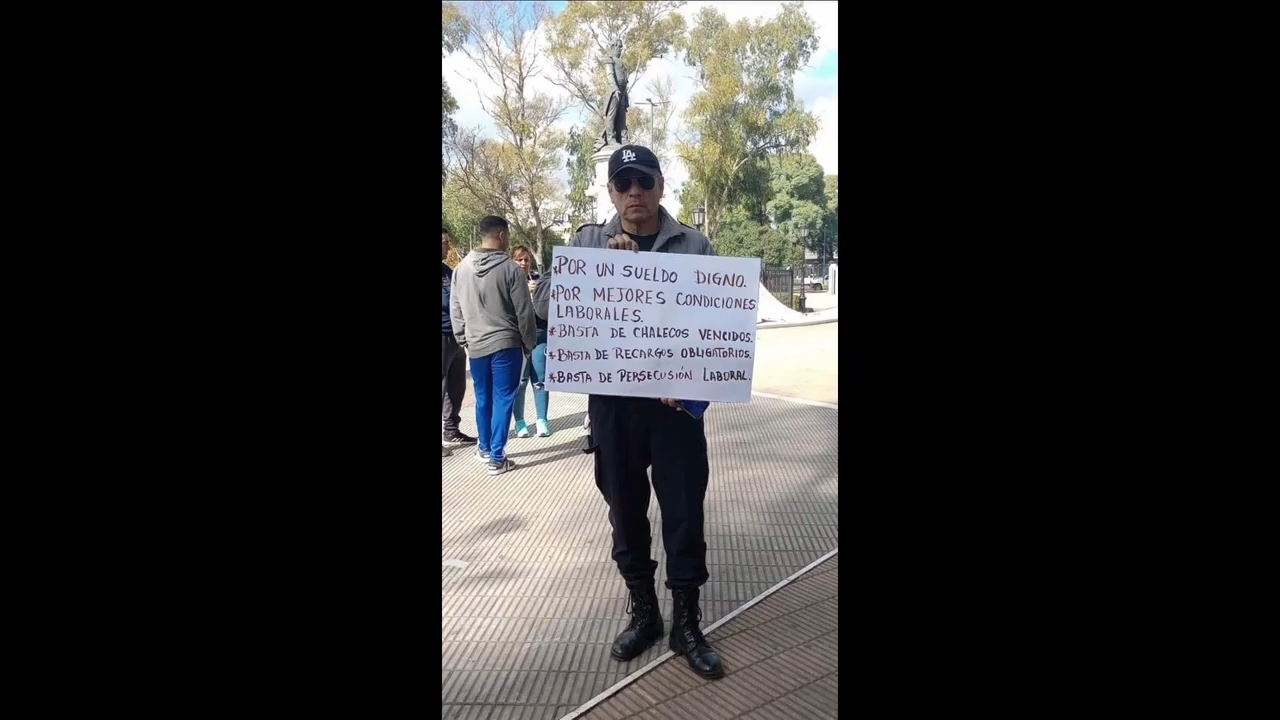 LA
*POR UN SUELDO DIGNO.
*POR MEJORES CONDICIONES
LABORALES.
*BASTA DE CHALECOS VENCIDOS.
*BASTA DE RECARGOS OBLIGATORIOS.
*BASTA DE PERSECUSIÓN LABORAL.